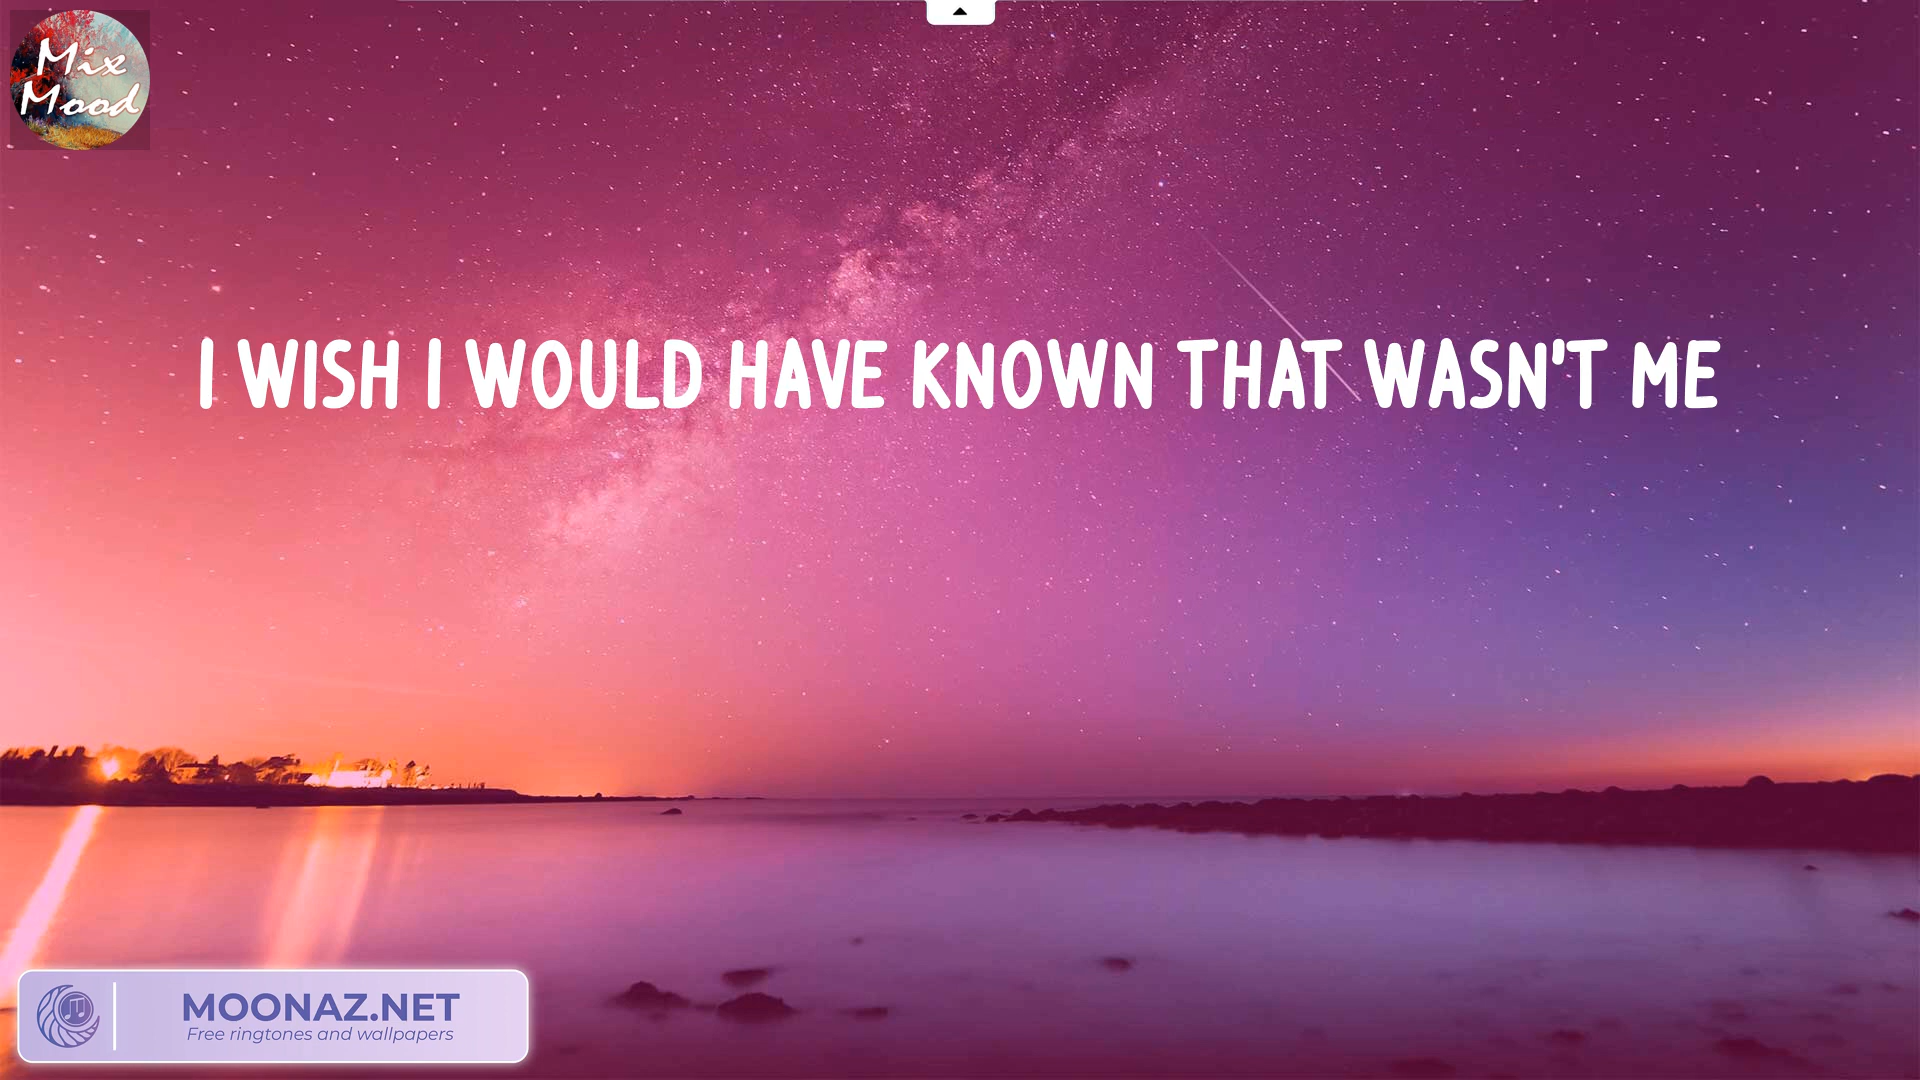 Mix
Mood
I WISH I WOULD HAVE KNOWN THAT WASN'T ME
MOONAZ.NET
Free ringtones and wallpapers